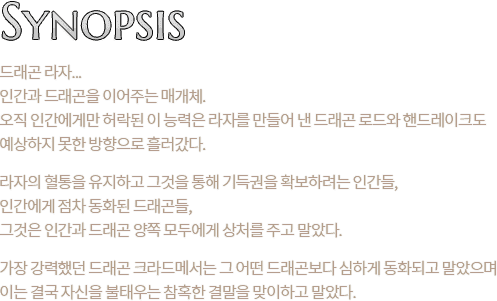 SYNOPSIS
드래곤 라자...
인간과 드래곤을 이어주는 매개체.
오직 인간에게만 허락된 이 능력은 라자를 만들어 낸 드래곤 로드와 핸드레이크도
예상하지 못한 방향으로 흘러갔다.
라자의 혈통을 유지하고 그것을 통해 기득권을 확보하려는 인간들,
인간에게 점차 동화된 드래곤들,
그것은 인간과 드래곤 양쪽 모두에게 상처를 주고 말았다.
가장 강력했던 드래곤 크라드메서는 그 어떤 드래곤보다 심하게 동화되고 말았으며
이는 결국 자신을 불태우는 참혹한 결말을 맞이하고 말았다.